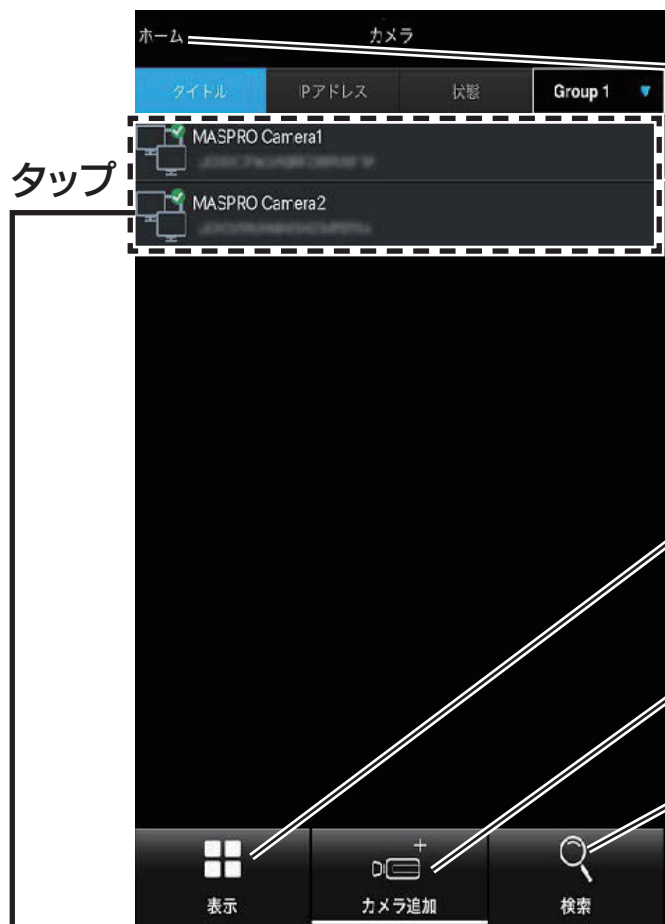 ホーム カメラ
タイトル IPアドレス 状態 Group 1
MASPRO Camera1
タップ
MASPRO Camera2
表示 カメラ追加 検索